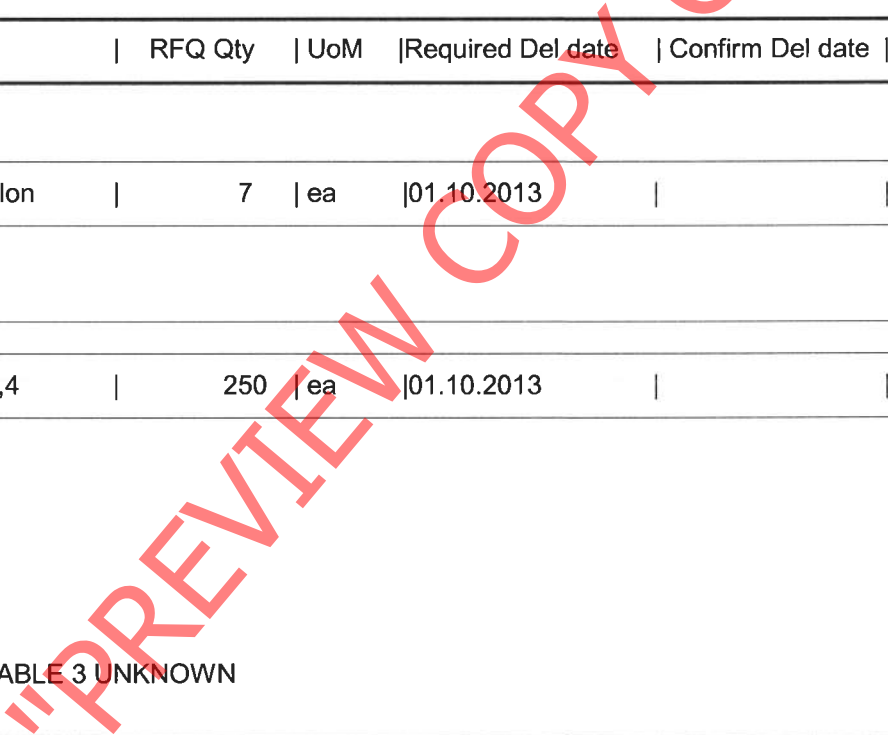 | RFQ Qty | UoM |Required Del date | Confirm Del date |
lon | 7 | ea |01.10.2013 | |
,4 | 250 | ea |01.10.2013 | |
ABLE 3 UNKNOWN
"PREVIEW COPY